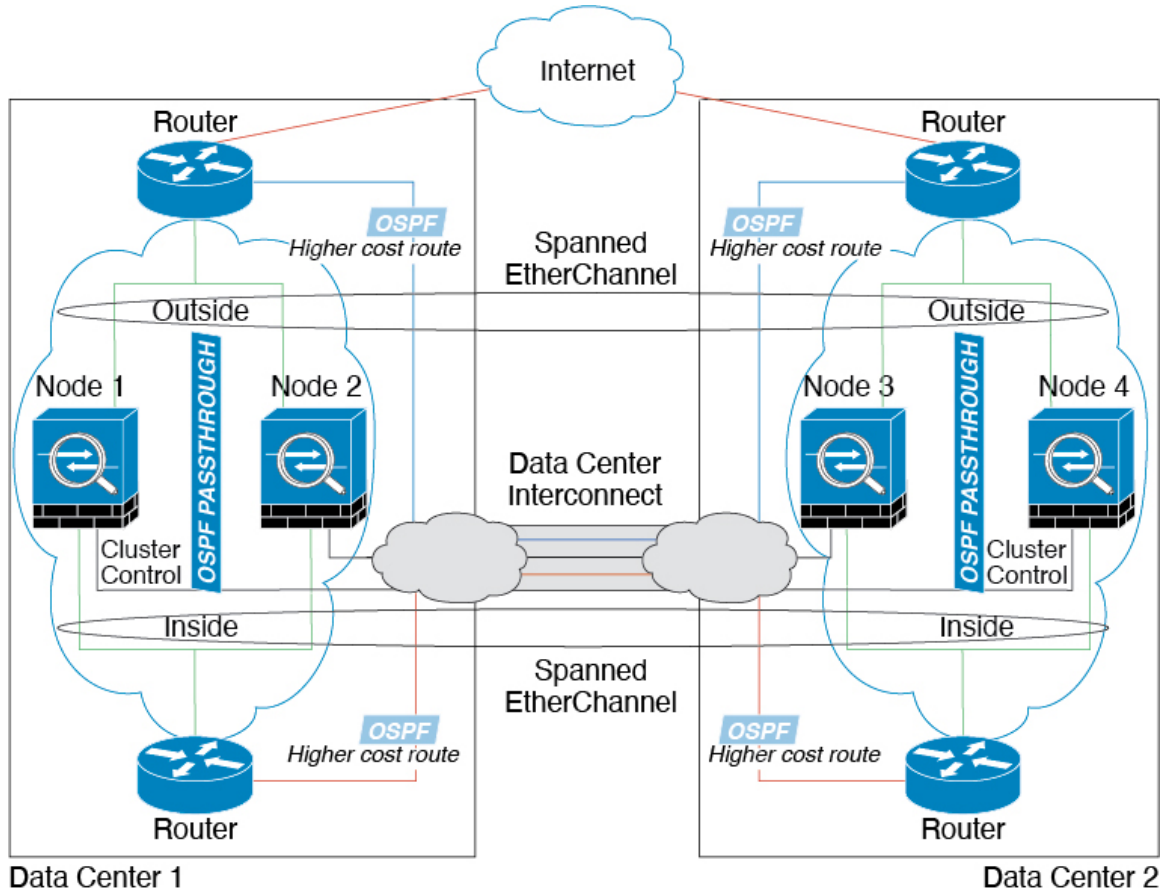 Internet
Router
Router
OSPF
Higher cost route
OSPF
Higher cost route
Spanned
EtherChannel
Outside
Outside
Node 1
Node 2
Node 3
Node 4
OSPF PASSTHROUGH
OSPF PASSTHROUGH
Data Center
Interconnect
Cluster
Control
Cluster
Control
Inside
Inside
Spanned
EtherChannel
OSPF
Higher cost route
OSPF
Higher cost route
Router
Router
Data Center 1
Data Center 2